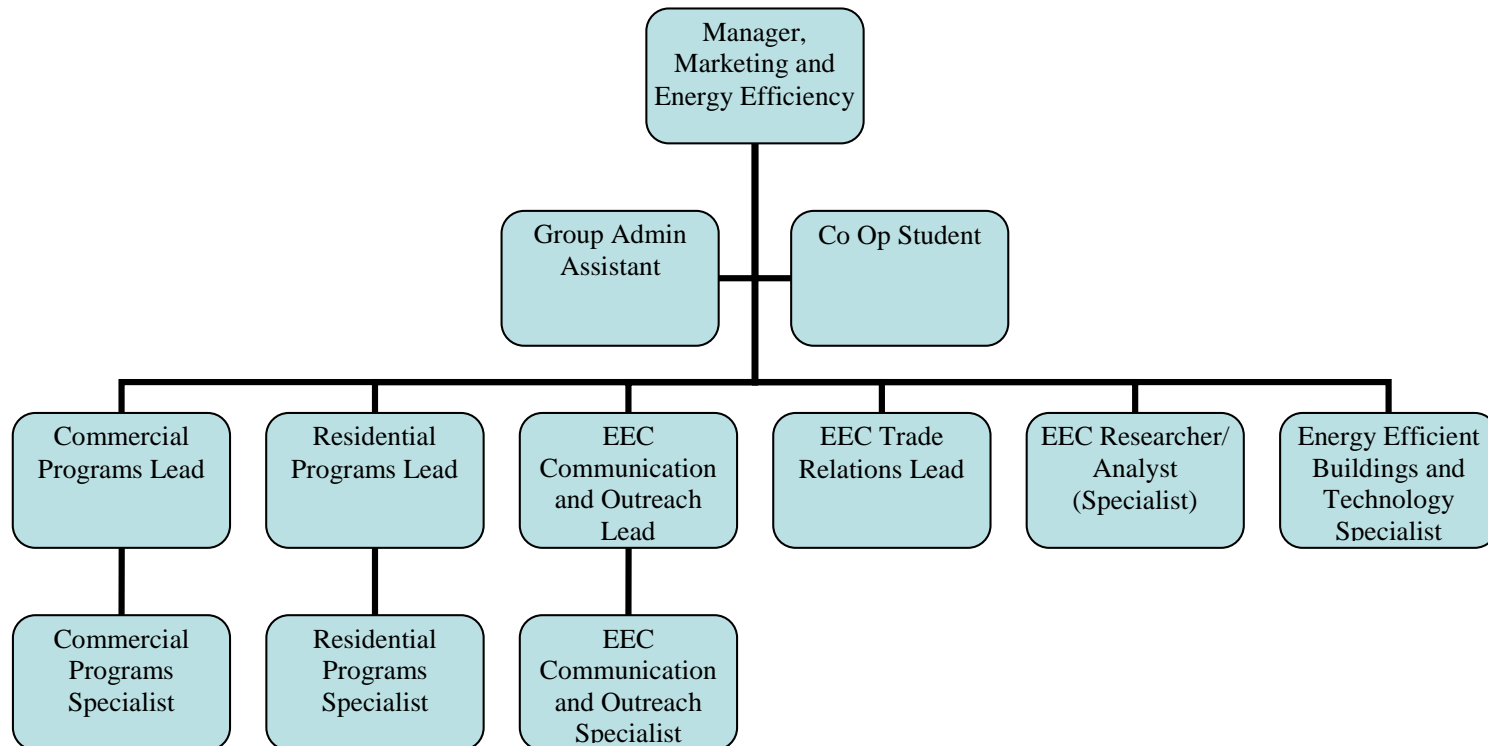 Manager,
Marketing and
Energy Efficiency
Group Admin
Assistant
Co Op Student
Commercial
Programs Lead
Residential
Programs Lead
EEC
Communication
and Outreach
Lead
EEC Trade
Relations Lead
EEC Researcher/
Analyst
(Specialist)
Energy Efficient
Buildings and
Technology
Specialist
Commercial
Programs
Specialist
Residential
Programs
Specialist
EEC
Communication
and Outreach
Specialist